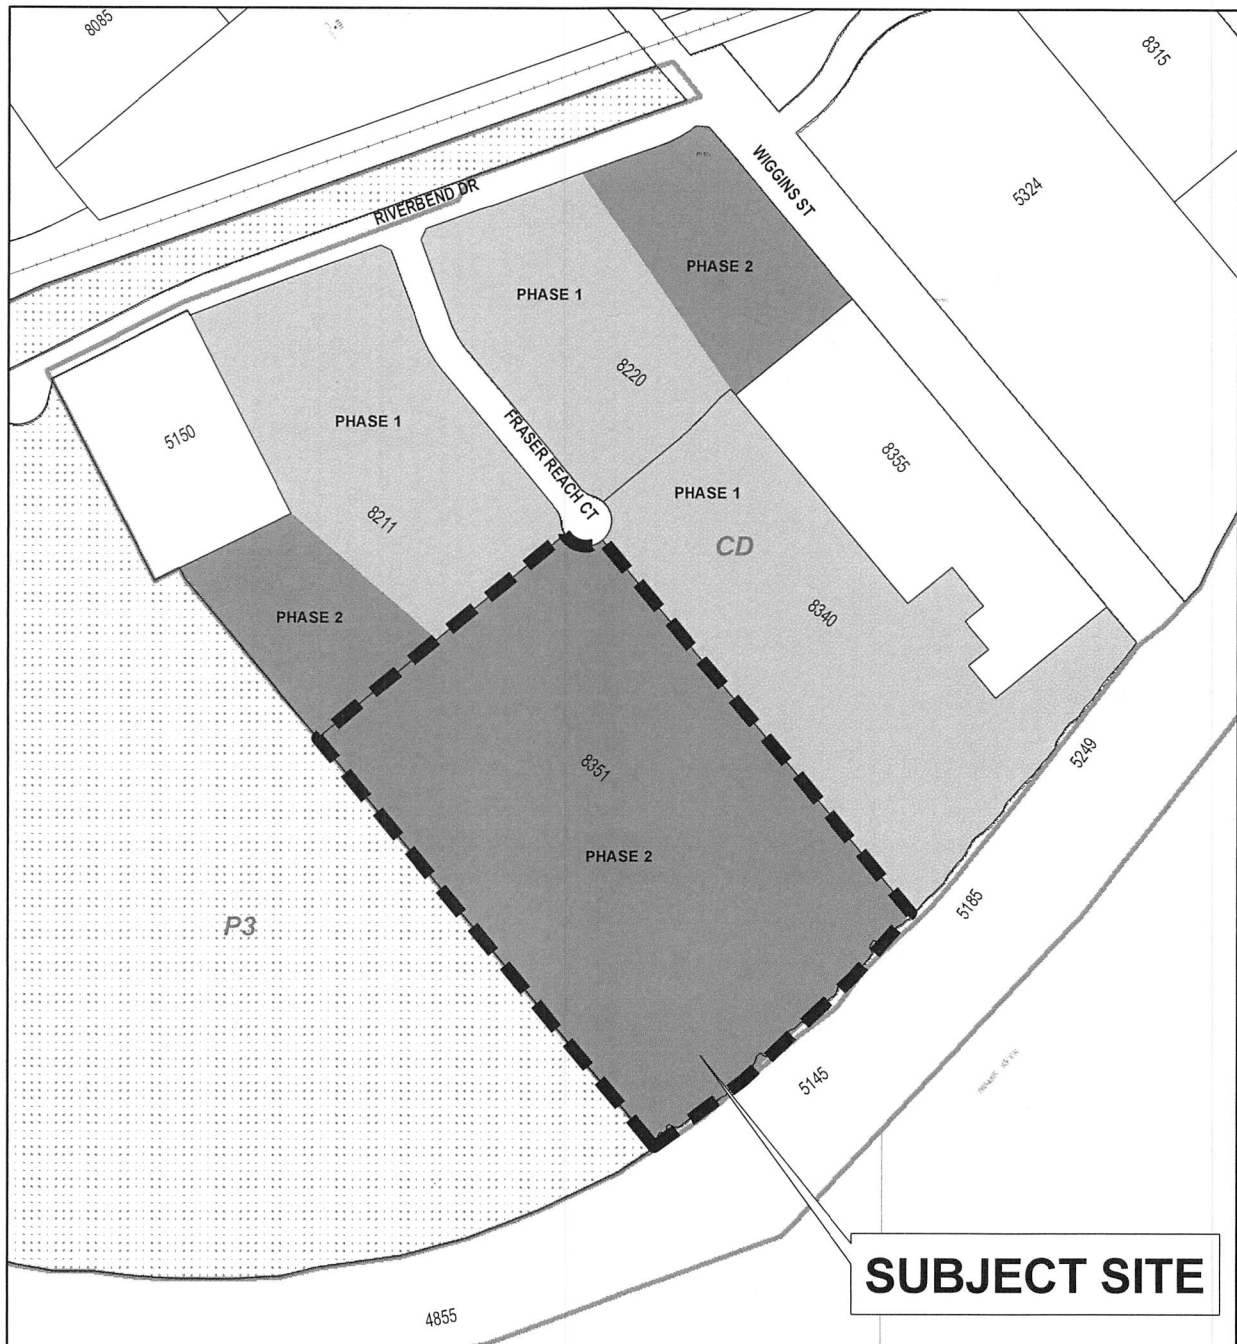 8085
8315
WIGGINS ST
5324
RIVERBEND DR
PHASE 2
PHASE 1
8220
PHASE 1
5150
FRASER REACH CT
8355
PHASE 1
8211
CD
8340
PHASE 2
5249
8351
PHASE 2
P3
5185
5145
SUBJECT SITE
4855